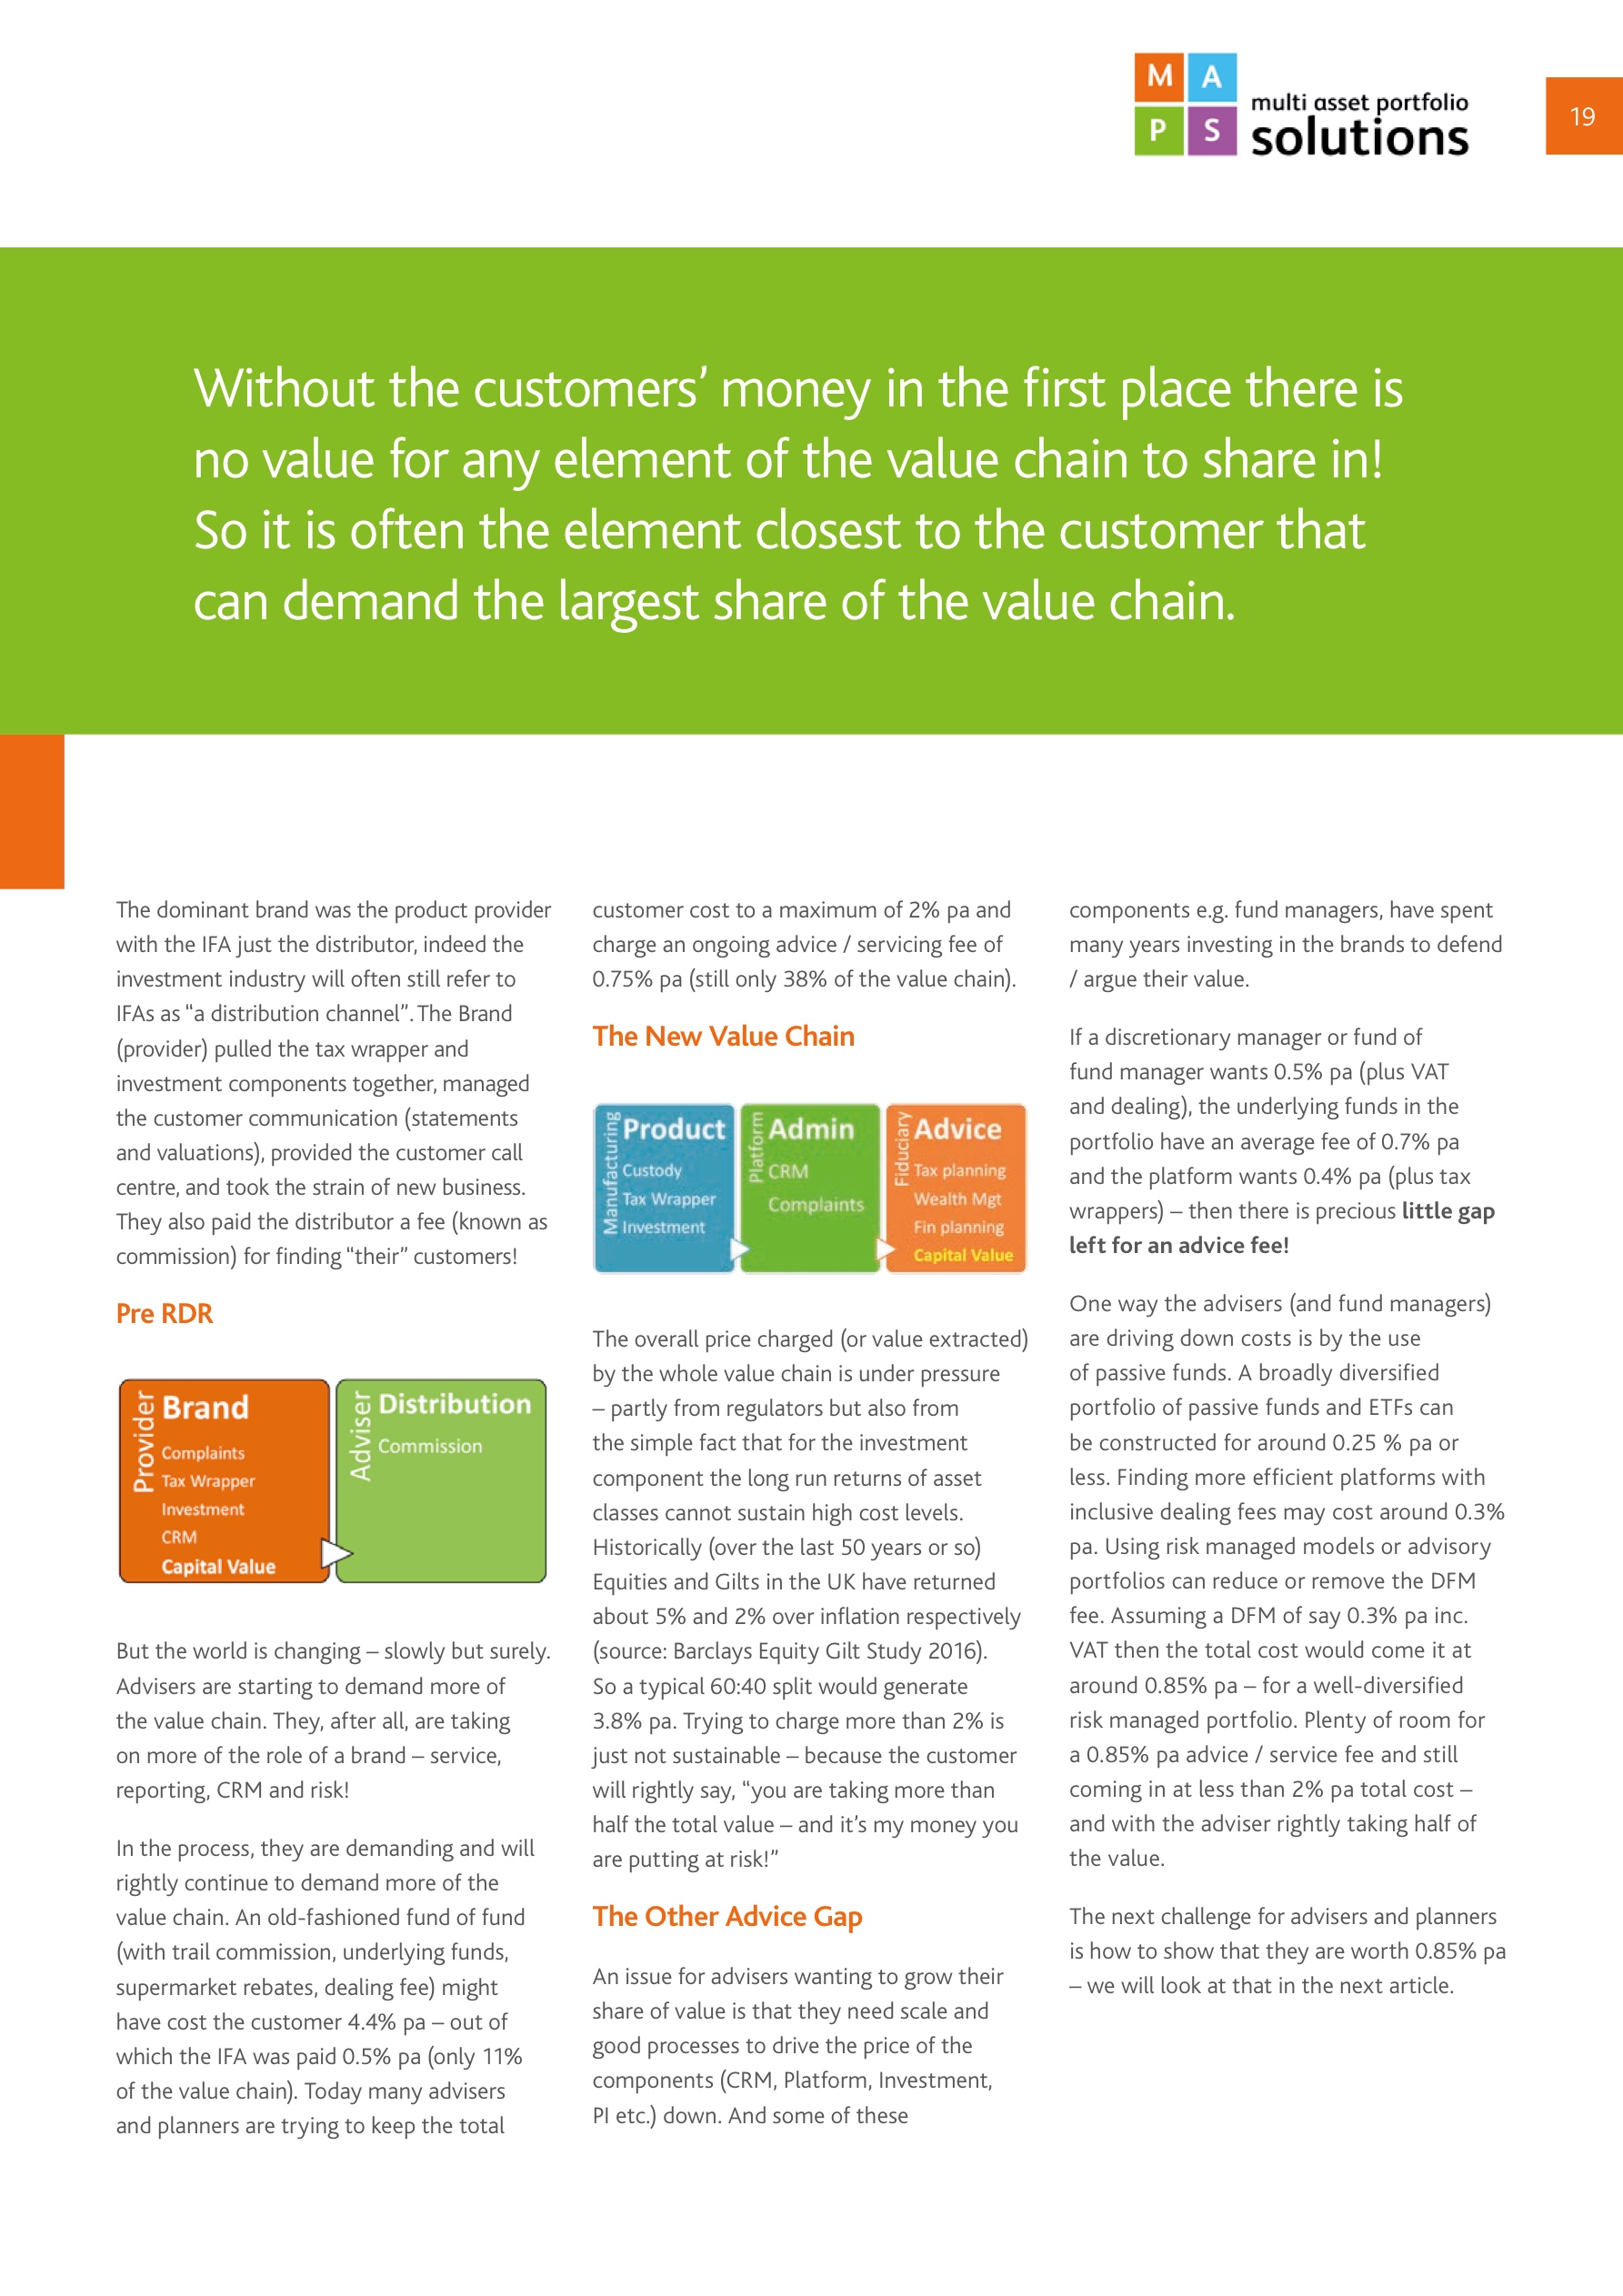 M A
P S
multi asset portfolio
solutions
19
Without the customers’ money in the first place there is
no value for any element of the value chain to share in!
So it is often the element closest to the customer that
can demand the largest share of the value chain.
The dominant brand was the product provider
with the IFA just the distributor, indeed the
investment industry will often still refer to
IFAs as “a distribution channel”. The Brand
(provider) pulled the tax wrapper and
investment components together, managed
the customer communication (statements
and valuations), provided the customer call
centre, and took the strain of new business.
They also paid the distributor a fee (known as
commission) for finding “their” customers!
Pre RDR
Provider
Brand
Complaints
Tax Wrapper
Investment
CRM
Capital Value
Adviser
Distribution
Commission
But the world is changing – slowly but surely.
Advisers are starting to demand more of
the value chain. They, after all, are taking
on more of the role of a brand – service,
reporting, CRM and risk!
In the process, they are demanding and will
rightly continue to demand more of the
value chain. An old-fashioned fund of fund
(with trail commission, underlying funds,
supermarket rebates, dealing fee) might
have cost the customer 4.4% pa – out of
which the IFA was paid 0.5% pa (only 11%
of the value chain). Today many advisers
and planners are trying to keep the total
customer cost to a maximum of 2% pa and
charge an ongoing advice / servicing fee of
0.75% pa (still only 38% of the value chain).
The New Value Chain
Manufacturing
Product
Custody
Tax Wrapper
Investment
Platform
Admin
CRM
Complaints
Fiduciary
Advice
Tax planning
Wealth Mgt
Fin planning
Capital Value
The overall price charged (or value extracted)
by the whole value chain is under pressure
– partly from regulators but also from
the simple fact that for the investment
component the long run returns of asset
classes cannot sustain high cost levels.
Historically (over the last 50 years or so)
Equities and Gilts in the UK have returned
about 5% and 2% over inflation respectively
(source: Barclays Equity Gilt Study 2016).
So a typical 60:40 split would generate
3.8% pa. Trying to charge more than 2% is
just not sustainable – because the customer
will rightly say, “you are taking more than
half the total value – and it’s my money you
are putting at risk!”
The Other Advice Gap
An issue for advisers wanting to grow their
share of value is that they need scale and
good processes to drive the price of the
components (CRM, Platform, Investment,
PI etc.) down. And some of these
components e.g. fund managers, have spent
many years investing in the brands to defend
/ argue their value.
If a discretionary manager or fund of
fund manager wants 0.5% pa (plus VAT
and dealing), the underlying funds in the
portfolio have an average fee of 0.7% pa
and the platform wants 0.4% pa (plus tax
wrappers) – then there is precious little gap
left for an advice fee!
One way the advisers (and fund managers)
are driving down costs is by the use
of passive funds. A broadly diversified
portfolio of passive funds and ETFs can
be constructed for around 0.25 % pa or
less. Finding more efficient platforms with
inclusive dealing fees may cost around 0.3%
pa. Using risk managed models or advisory
portfolios can reduce or remove the DFM
fee. Assuming a DFM of say 0.3% pa inc.
VAT then the total cost would come it at
around 0.85% pa – for a well-diversified
risk managed portfolio. Plenty of room for
a 0.85% pa advice / service fee and still
coming in at less than 2% pa total cost –
and with the adviser rightly taking half of
the value.
The next challenge for advisers and planners
is how to show that they are worth 0.85% pa
– we will look at that in the next article.